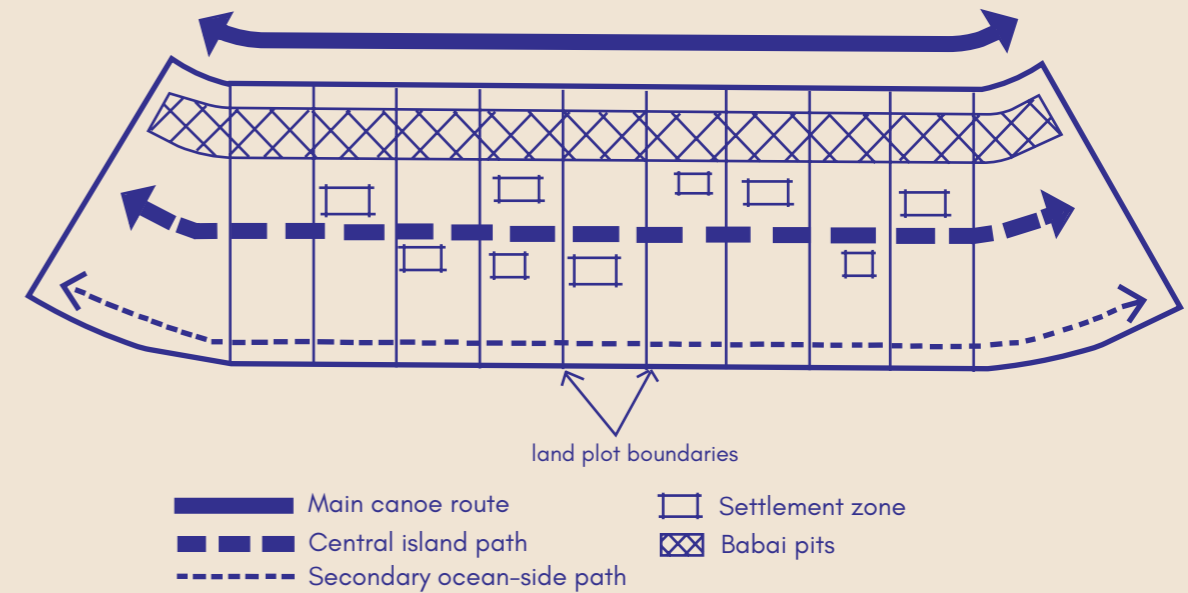 land plot boundaries
Main canoe route
Central island path
Secondary ocean-side path
Settlement zone
Babai pits